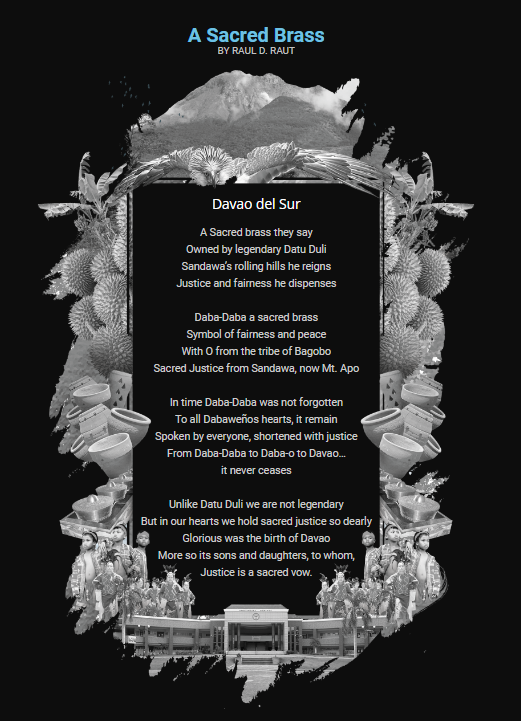 A Sacred Brass
BY RAUL D. RAUT
Davao del Sur
A Sacred brass they say
Owned by legendary Datu Duli
Sandawa's rolling hills he reigns
Justice and fairness he dispenses
Daba-Daba a sacred brass
Symbol of fairness and peace
With O from the tribe of Bagobo
Sacred Justice from Sandawa, now Mt. Apo
In time Daba-Daba was not forgotten
To all Dabaweños hearts, it remain
Spoken by everyone, shortened with justice
From Daba-Daba to Daba-o to Davao...
it never ceases
Unlike Datu Duli we are not legendary
But in our hearts we hold sacred justice so dearly
Glorious was the birth of Davao
More so its sons and daughters, to whom,
Justice is a sacred vow.